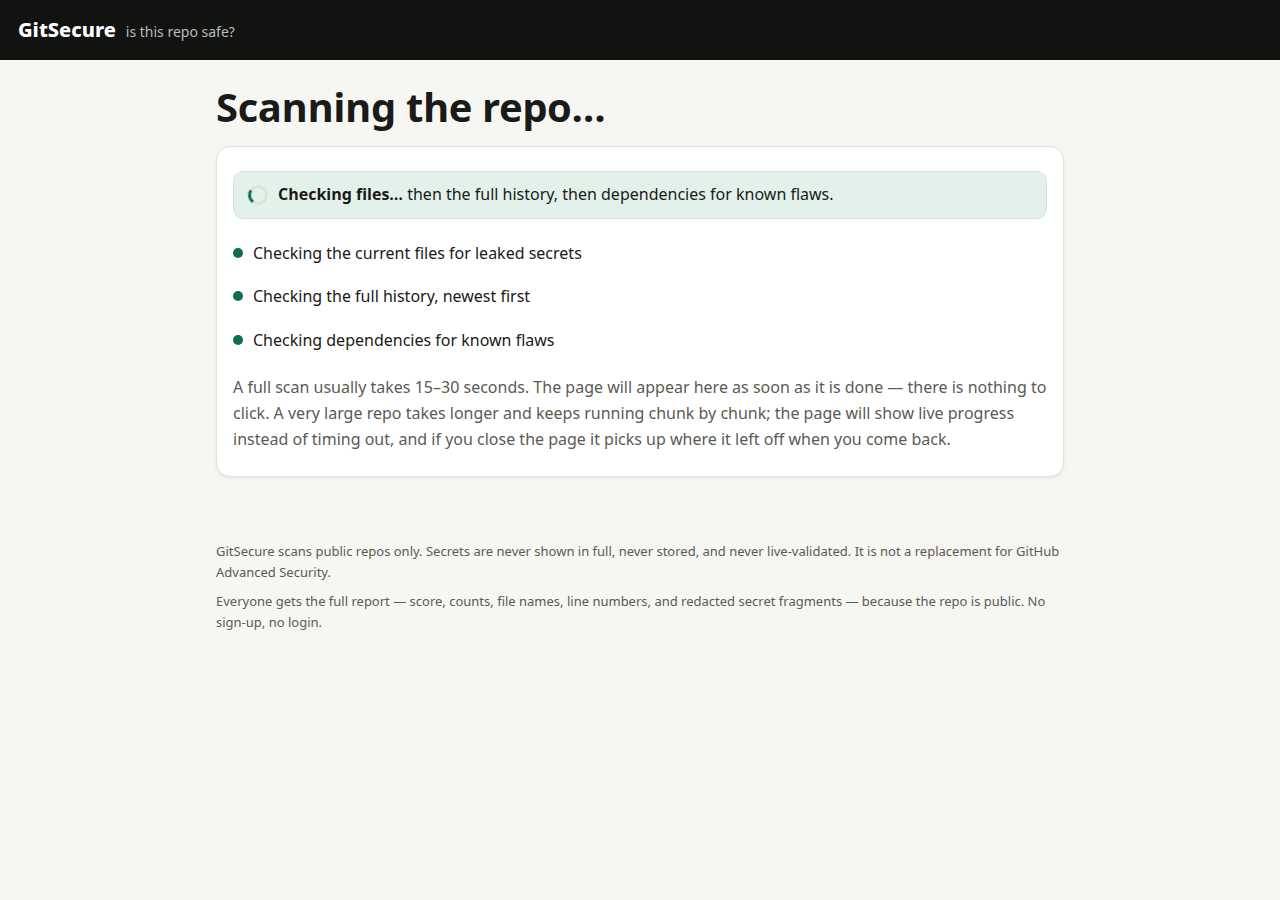 GitSecure is this repo safe?
Scanning the repo…
Checking files… then the full history, then dependencies for known flaws.
Checking the current files for leaked secrets
Checking the full history, newest first
Checking dependencies for known flaws
A full scan usually takes 15–30 seconds. The page will appear here as soon as it is done — there is nothing to
click. A very large repo takes longer and keeps running chunk by chunk; the page will show live progress
instead of timing out, and if you close the page it picks up where it left off when you come back.
GitSecure scans public repos only. Secrets are never shown in full, never stored, and never live-validated. It is not a replacement for GitHub
Advanced Security.
Everyone gets the full report — score, counts, file names, line numbers, and redacted secret fragments — because the repo is public. No
sign-up, no login.